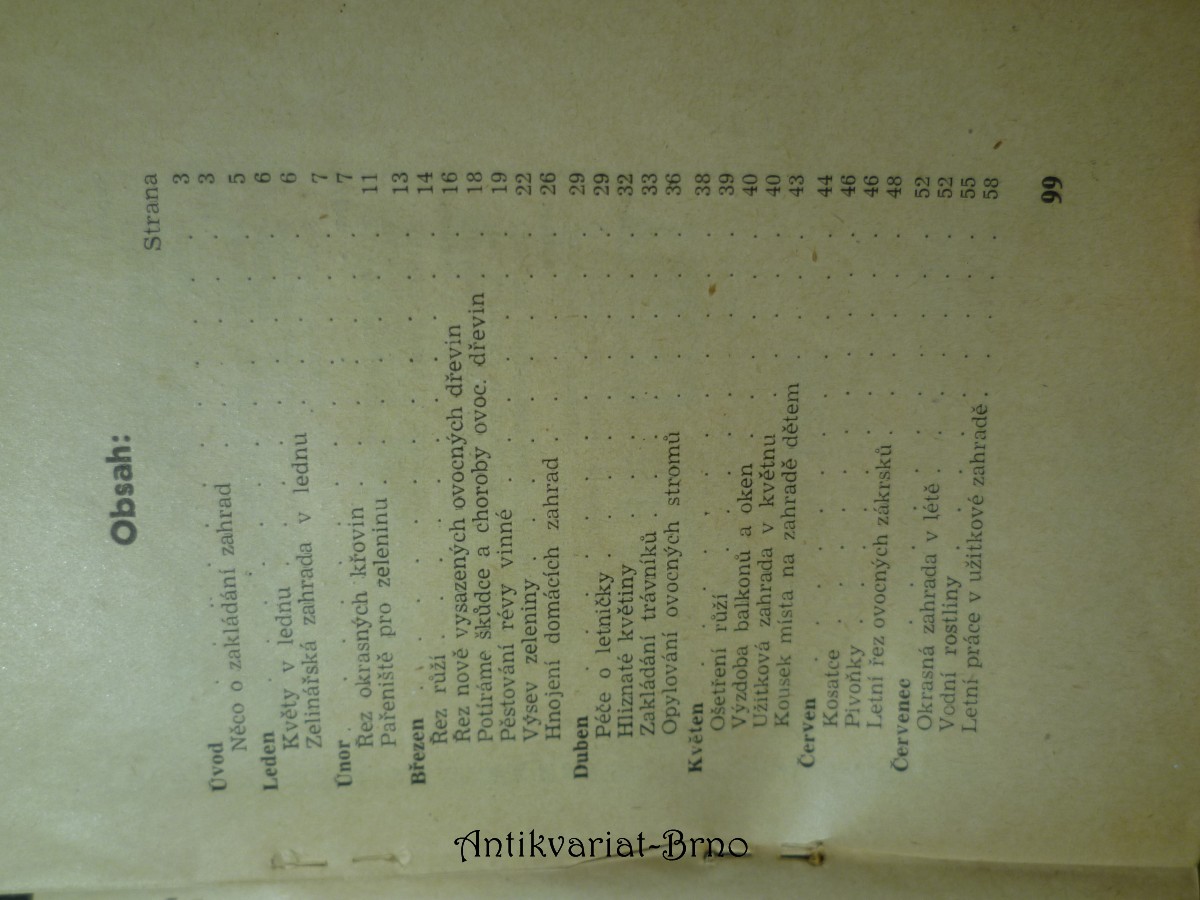 Obsah:
Strana
Úvod . . . . . . 3
Něco o zakládání zahrad . . . . . 3
Leden . . . . . . 5
Květy v lednu . . . . . 6
Zelinářská zahrada v lednu . . . . . 6
Únor . . . . . . 7
Řez okrasných křovin . . . . . 7
Pařeniště pro zeleninu . . . . . 11
Březen . . . . . . 13
Řez růží . . . . . . 14
Řez nově vysazených ovocných dřevin . . . 16
Potíráme škůdce a choroby ovoc. dřevin . . 18
Pěstování révy vinné . . . . . 19
Výsev zeleniny . . . . . . 22
Hnojení domácích zahrad . . . . . 26
Duben . . . . . . 29
Péče o letničky . . . . . . 29
Hliznaté květiny . . . . . . 32
Zakládání trávníků . . . . . . 33
Opylování ovocných stromů . . . . . 36
Květen . . . . . . 38
Ošetření růží . . . . . . 39
Výzdoba balkonů a oken . . . . . 40
Užitková zahrada v květnu . . . . . 40
Kousek místa na zahradě dětem . . . . 43
Červen . . . . . . 44
Kosatce . . . . . . 46
Pivoňky . . . . . . 46
Letní řez ovocných zákrsků . . . . . 48
Červenec . . . . . . 52
Okrasná zahrada v létě . . . . . 52
Vodní rostliny . . . . . . 55
Letní práce v užitkové zahradě . . . . 58
99
Antikvariat-Brno